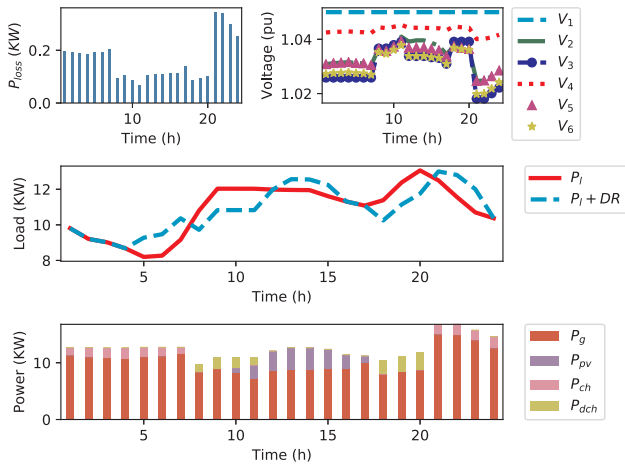 P_loss (KW)
0.2
0.0
10
20
Time (h)
Voltage (pu)
1.04
1.02
10
20
Time (h)
V_1
V_2
V_3
V_4
V_5
V_6
Load (KW)
12
10
8
5
10
15
20
Time (h)
P_l
P_l + DR
Power (KW)
10
0
5
10
15
20
Time (h)
P_g
P_pv
P_ch
P_dch